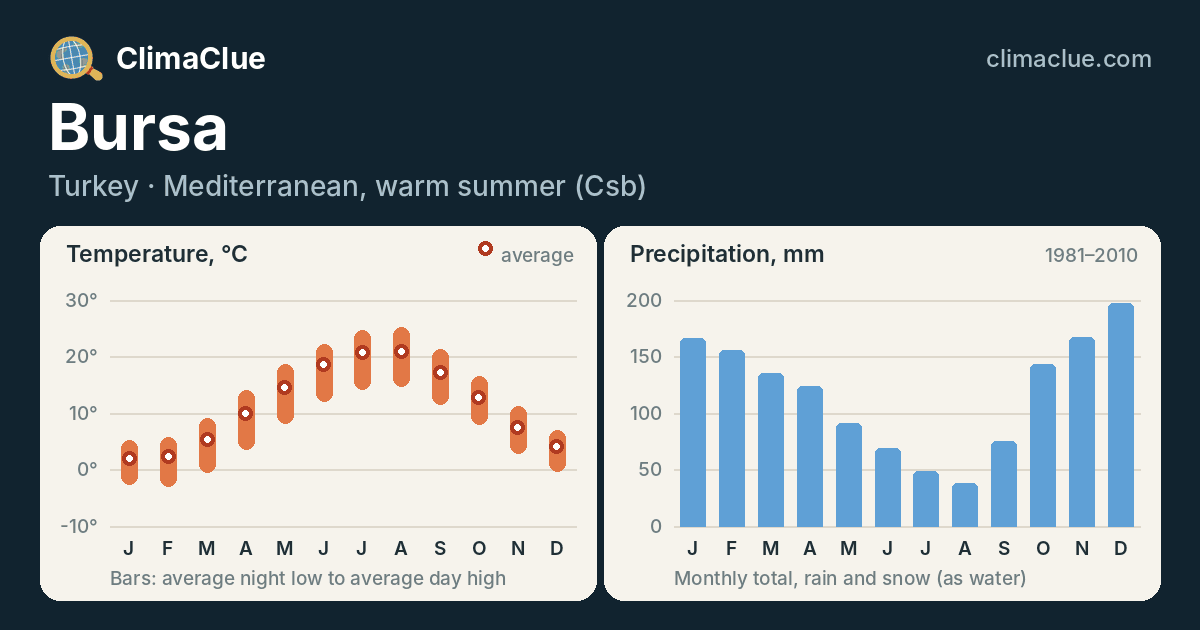 ClimaClue
climaclue.com
Bursa
Turkey · Mediterranean, warm summer (Csb)
Temperature, °C
average
30°
20°
10°
0°
-10°
J F M A M J J A S O N D
Bars: average night low to average day high
Precipitation, mm
1981–2010
200
150
100
50
0
J F M A M J J A S O N D
Monthly total, rain and snow (as water)